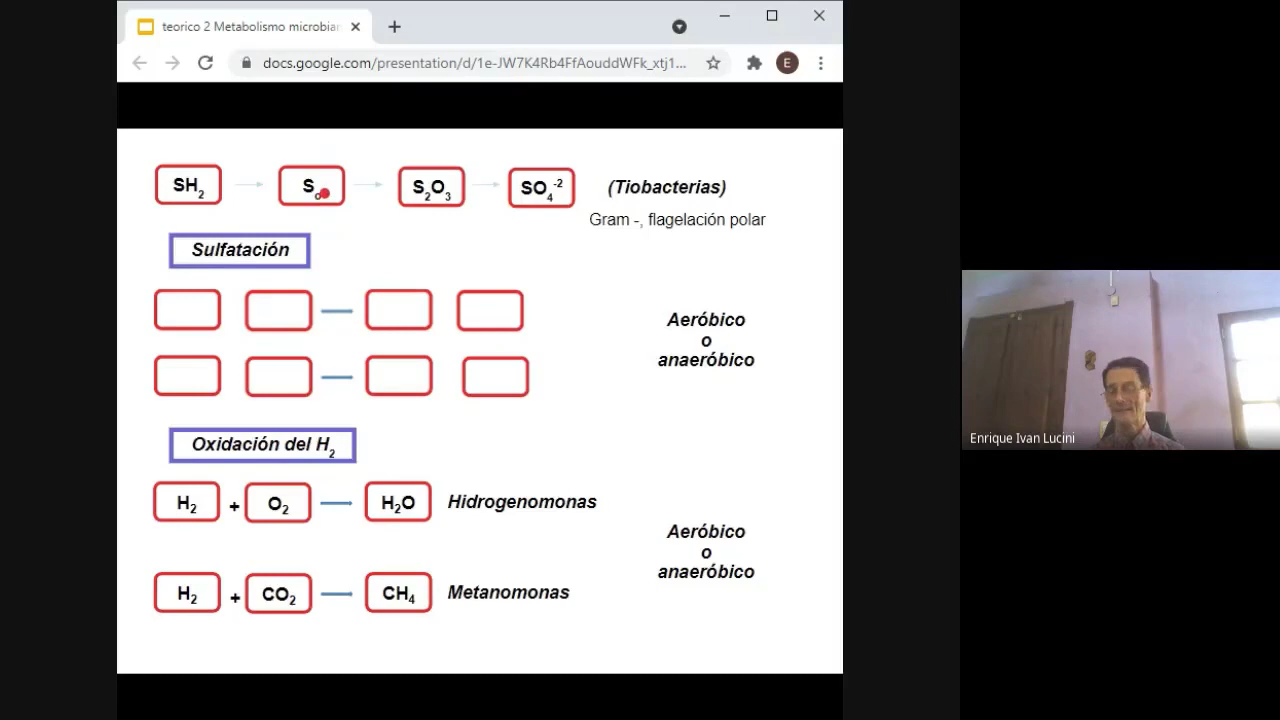 teorico 2 Metabolismo microbian
docs.google.com/presentation/d/1e-JW7K4Rb4FfAouddWFk_xtj1...
E
SH2 S S2O3 SO4-2 (Tiobacterias)
Gram -, flagelación polar
Sulfatación
Aeróbico
o
anaeróbico
Oxidación del H2
H2 + O2 H2O Hidrogenomonas
Aeróbico
o
anaeróbico
H2 + CO2 CH4 Metanomonas
Enrique Ivan Lucini